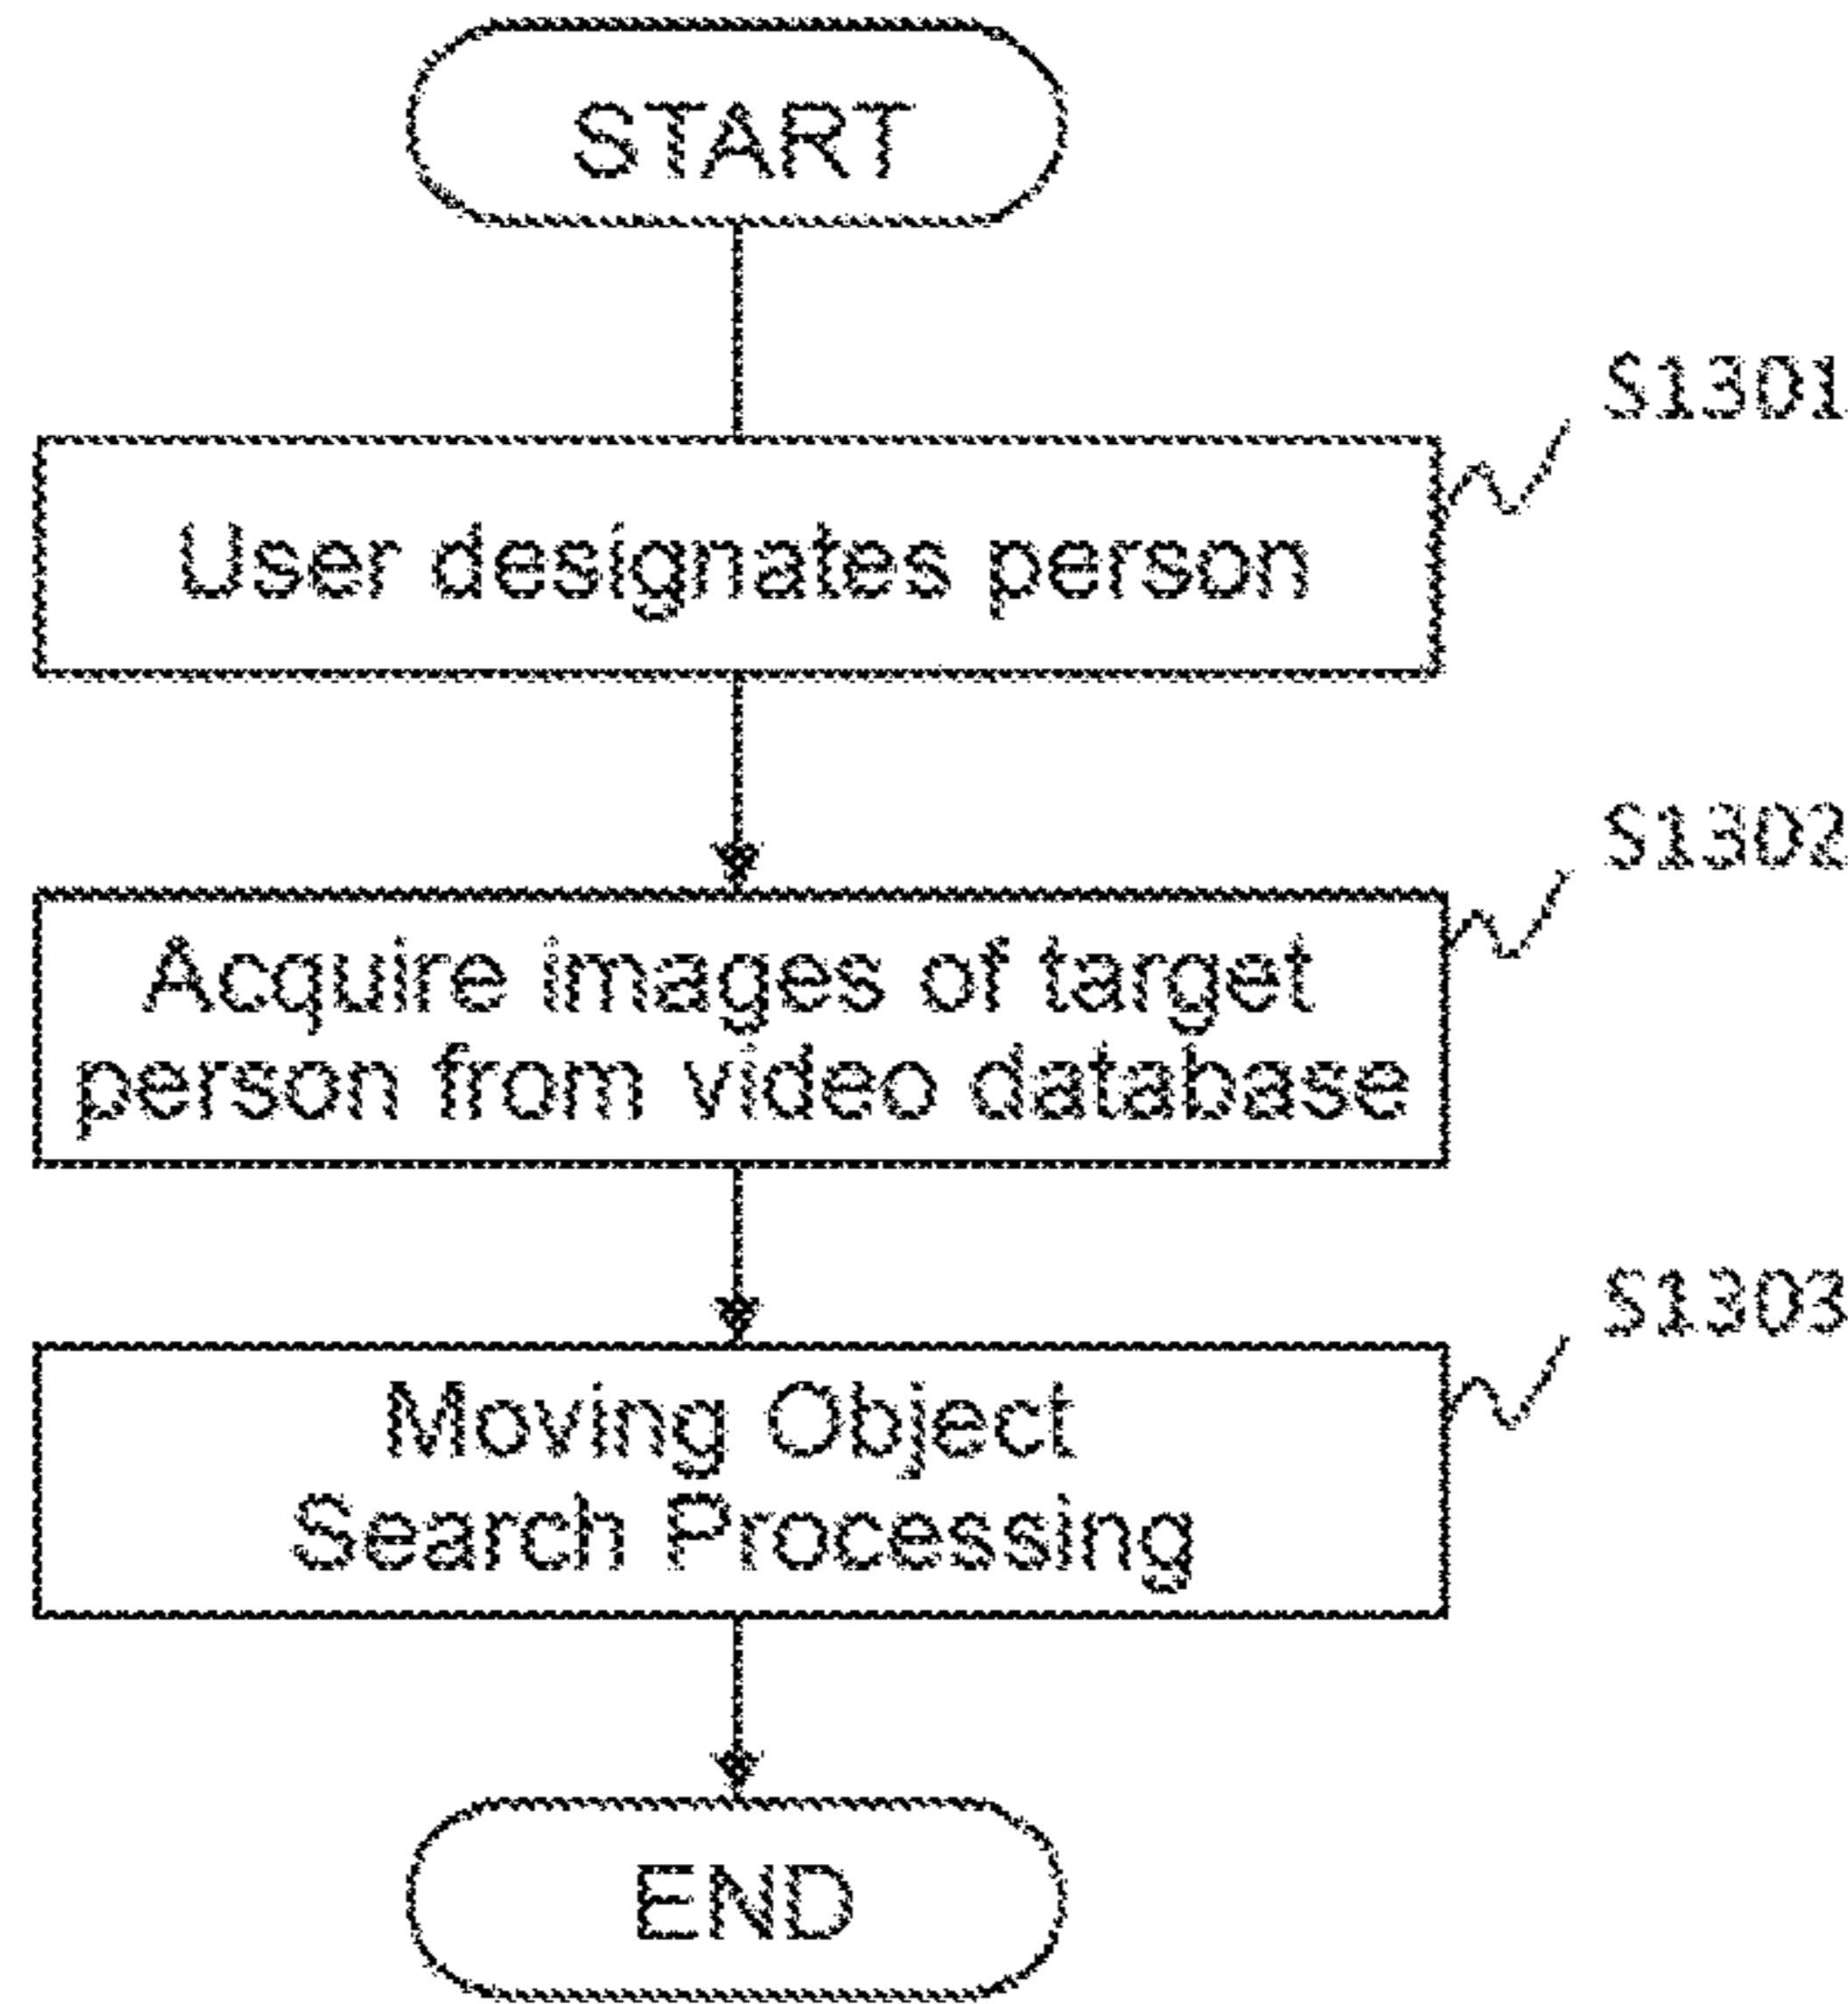 START
S1301
User designates person
S1302
Acquire images of target
person from video database
S1303
Moving Object
Search Processing
END